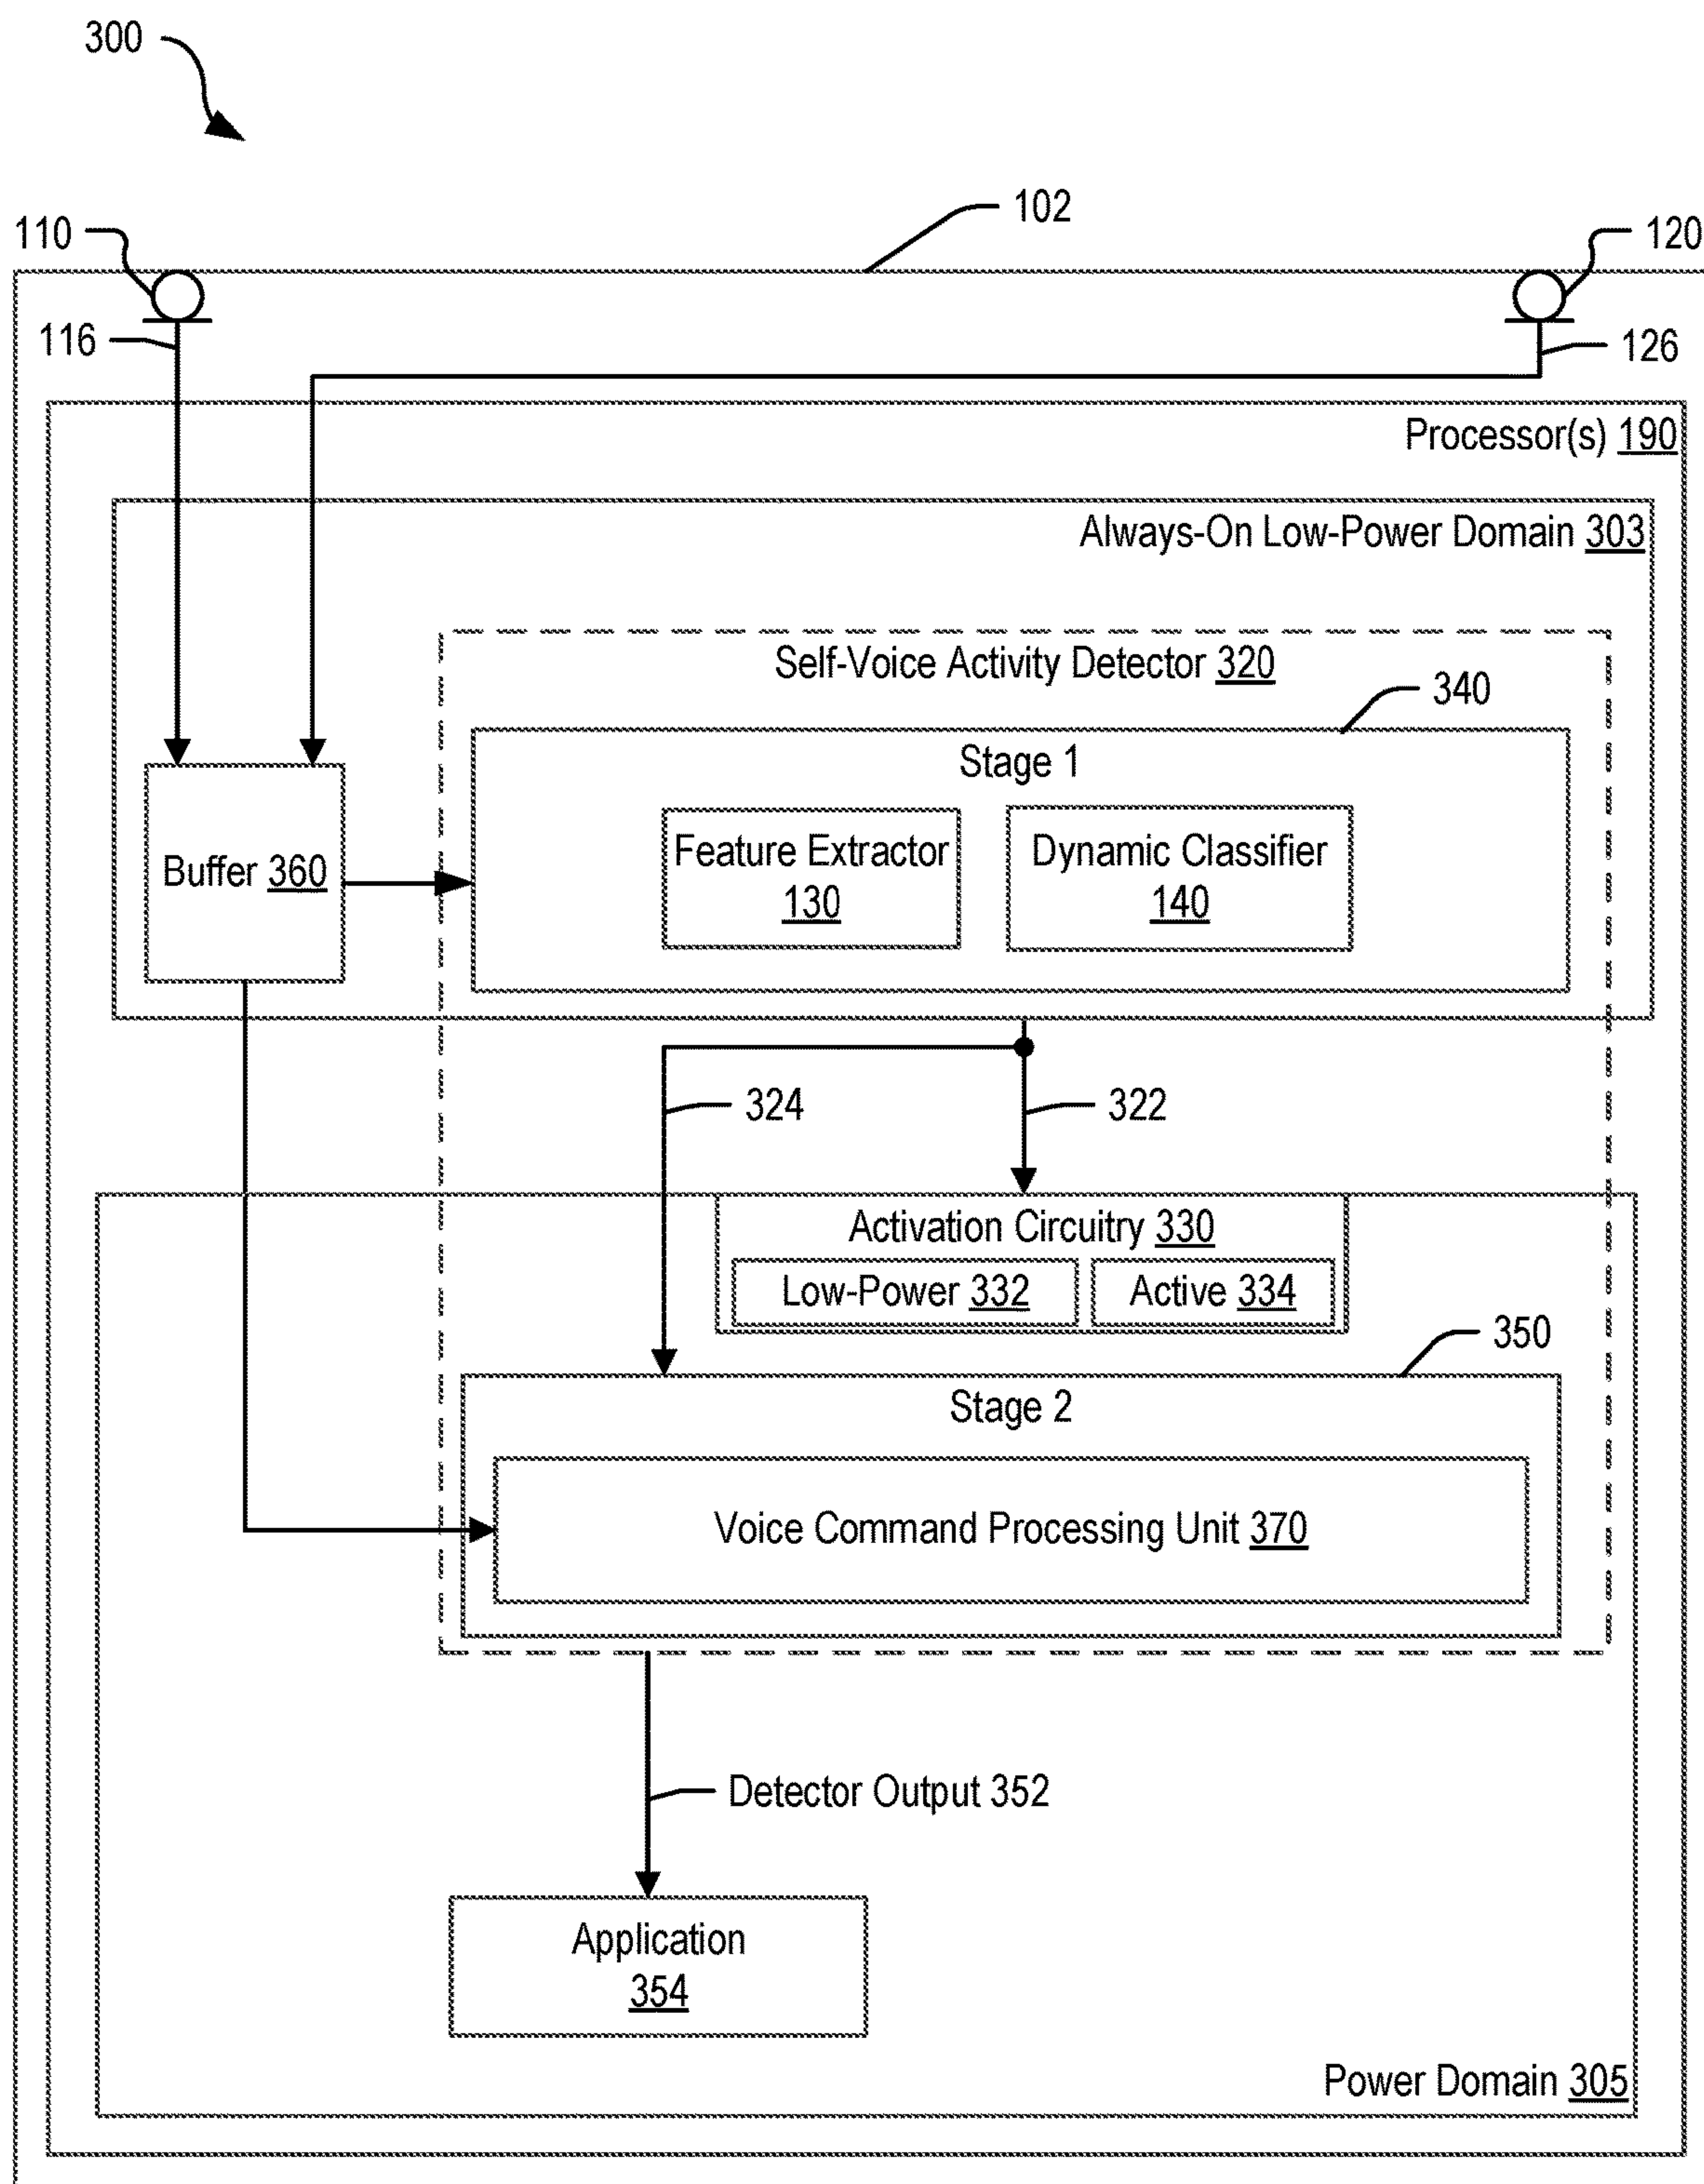 300
102
110
120
116
126
Processor(s) 190
Always-On Low-Power Domain 303
Self-Voice Activity Detector 320
340
Stage 1
Buffer 360
Feature Extractor
130
Dynamic Classifier
140
324
322
Activation Circuitry 330
Low-Power 332
Active 334
350
Stage 2
Voice Command Processing Unit 370
Detector Output 352
Application
354
Power Domain 305